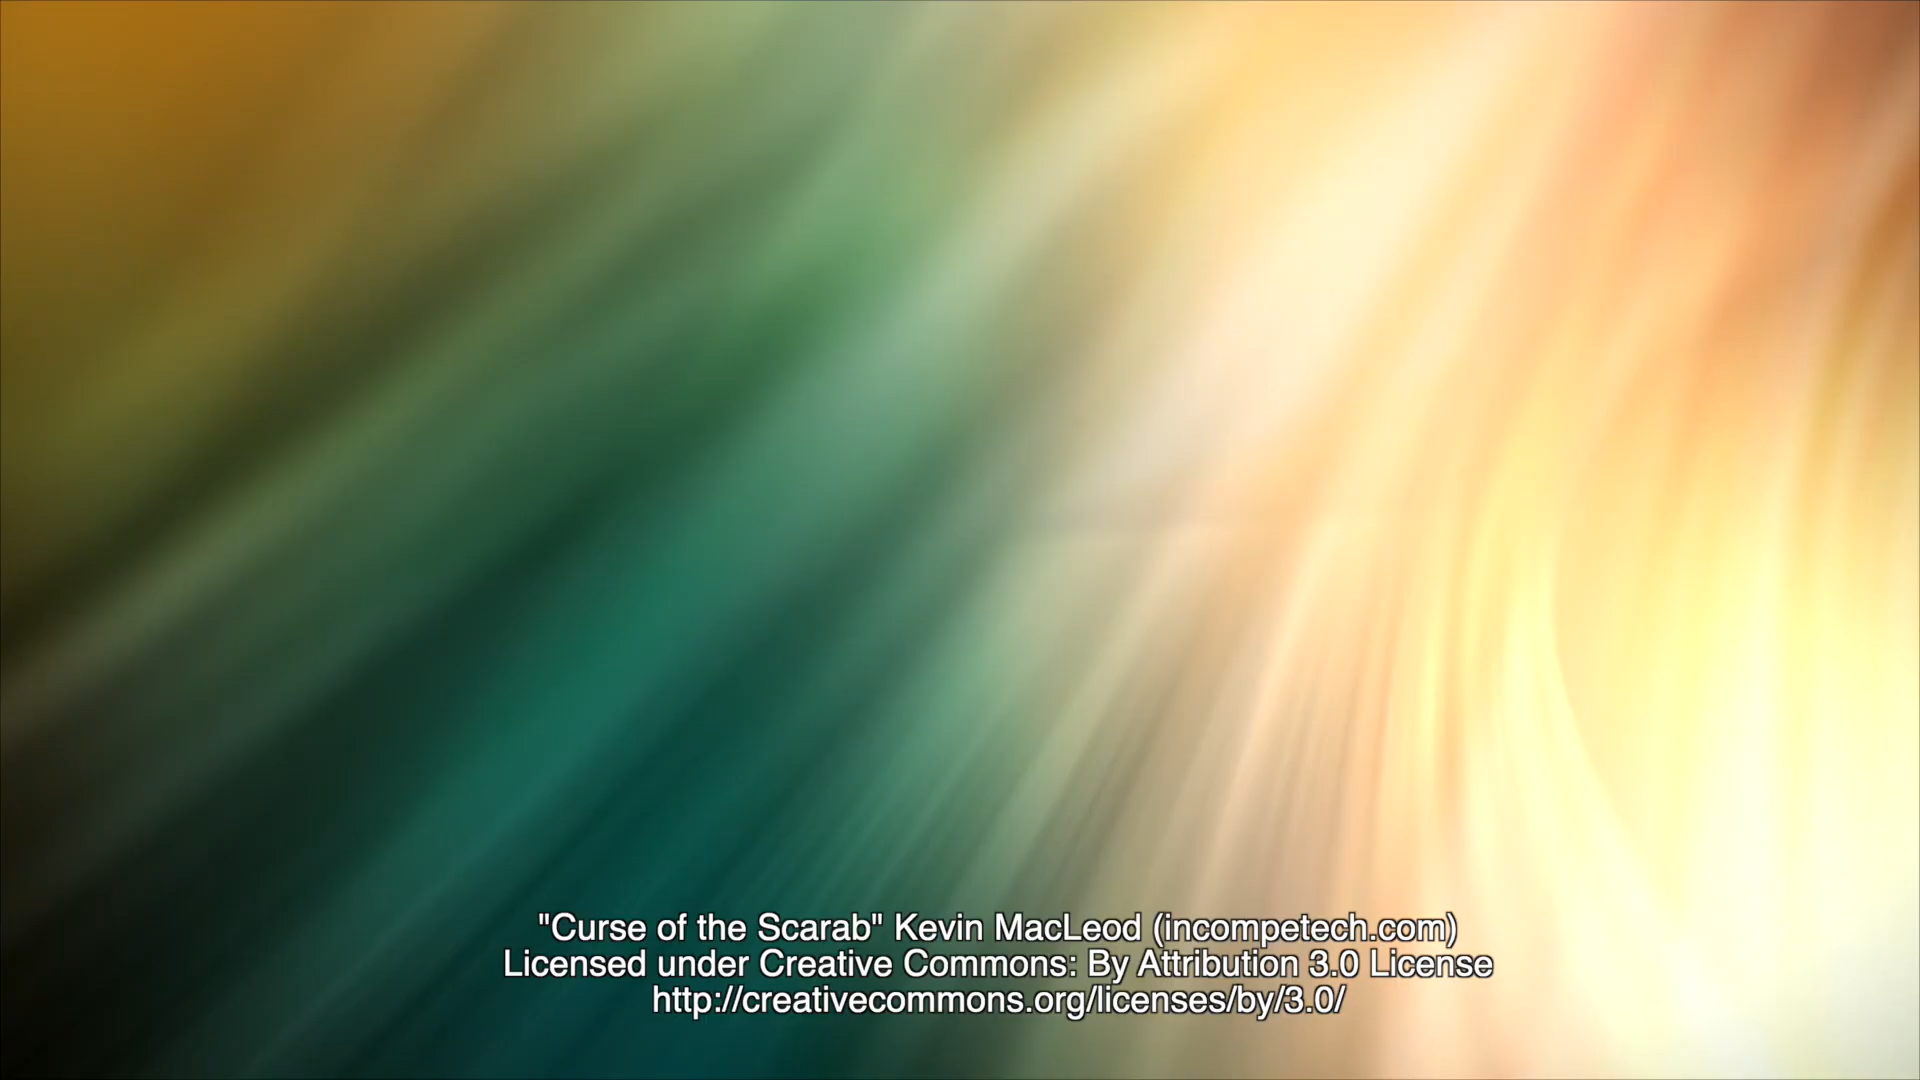 "Curse of the Scarab" Kevin MacLeod (incompetech.com)
Licensed under Creative Commons: By Attribution 3.0 License
http://creativecommons.org/licenses/by/3.0/